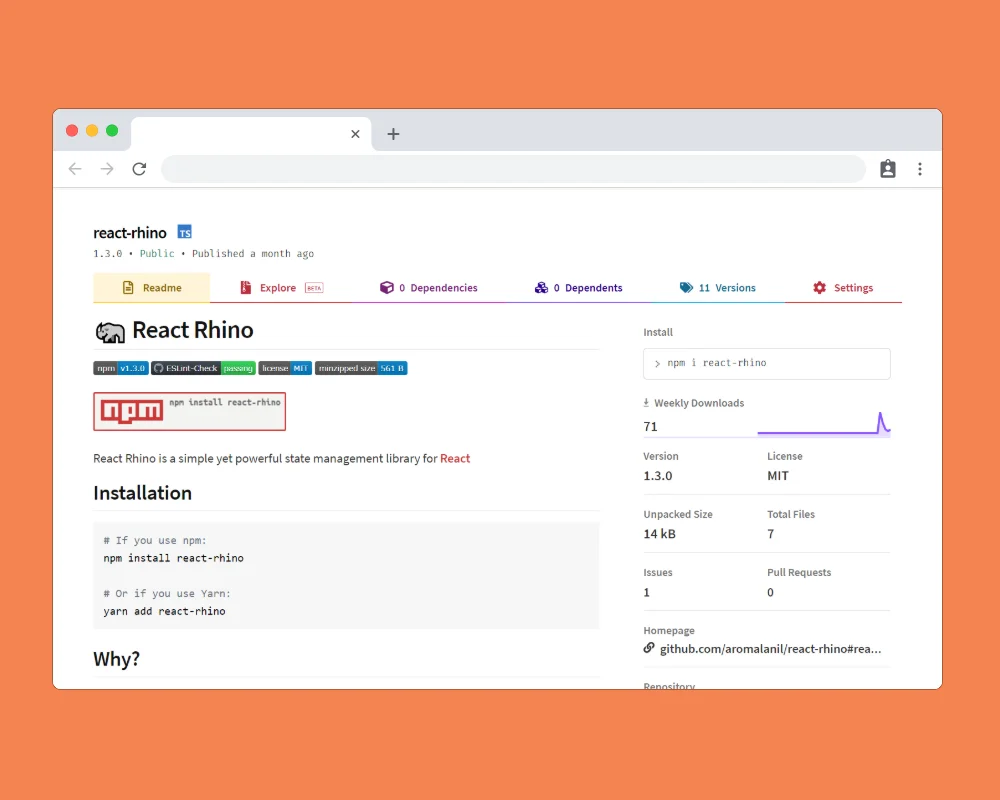 react-rhino TS
1.3.0 • Public • Published a month ago
Readme
Explore BETA
0 Dependencies
0 Dependents
11 Versions
Settings
React Rhino
npm v1.3.0 ESLint-Check passing license MIT minzipped size 561 B
npm npm install react-rhino
React Rhino is a simple yet powerful state management library for React
Installation
# If you use npm:
npm install react-rhino
# Or if you use Yarn:
yarn add react-rhino
Why?
Install
> npm i react-rhino
Weekly Downloads
71
Version License
1.3.0 MIT
Unpacked Size Total Files
14 kB 7
Issues Pull Requests
1 0
Homepage
github.com/aromalanil/react-rhino#rea...
Repository